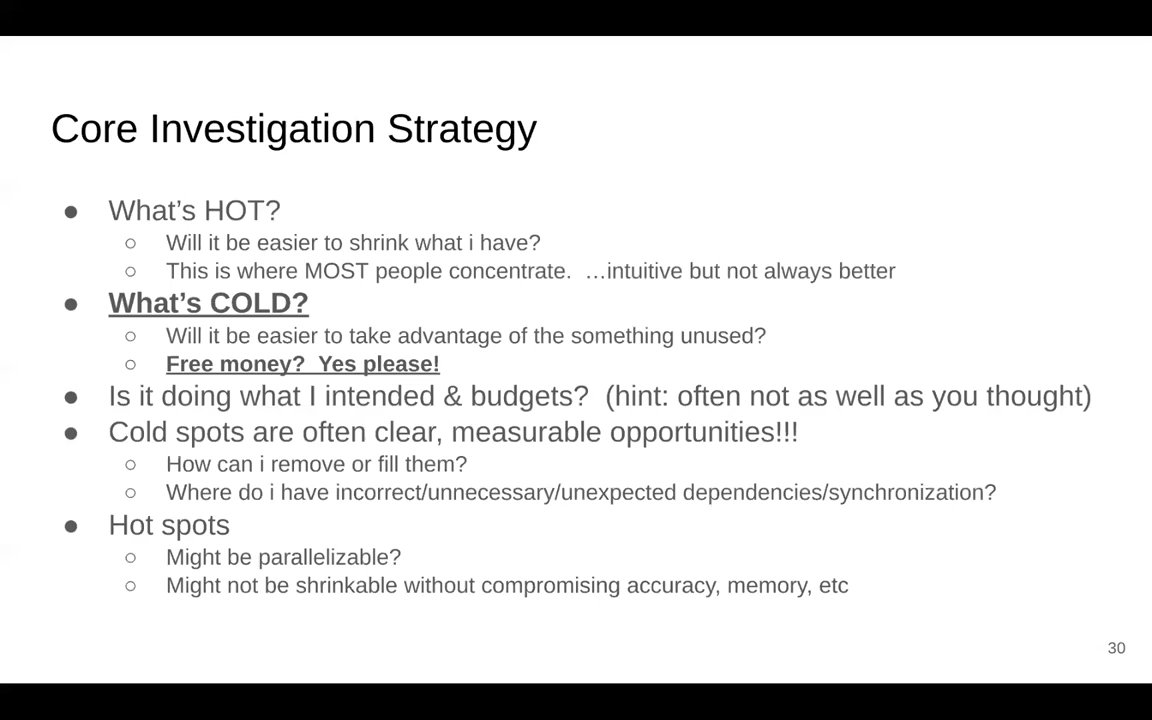 Core Investigation Strategy
● What's HOT?
○ Will it be easier to shrink what i have?
○ This is where MOST people concentrate. …intuitive but not always better
● What's COLD?
○ Will it be easier to take advantage of the something unused?
○ Free money? Yes please!
● Is it doing what I intended & budgets? (hint: often not as well as you thought)
● Cold spots are often clear, measurable opportunities!!!
○ How can i remove or fill them?
○ Where do i have incorrect/unnecessary/unexpected dependencies/synchronization?
● Hot spots
○ Might be parallelizable?
○ Might not be shrinkable without compromising accuracy, memory, etc
30